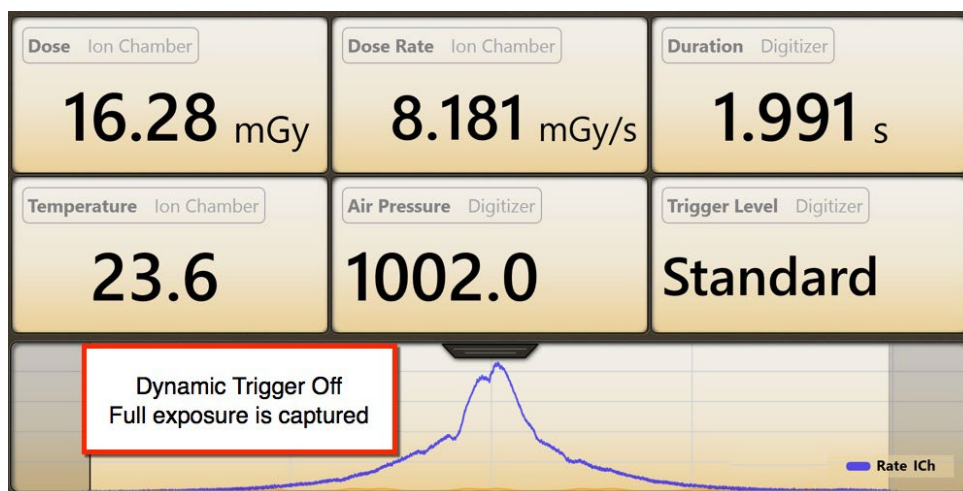 Dose Ion Chamber
16.28 mGy
Dose Rate Ion Chamber
8.181 mGy/s
Duration Digitizer
1.991 s
Temperature Ion Chamber
23.6
Air Pressure Digitizer
1002.0
Trigger Level Digitizer
Standard
Dynamic Trigger Off
Full exposure is captured
Rate ICh